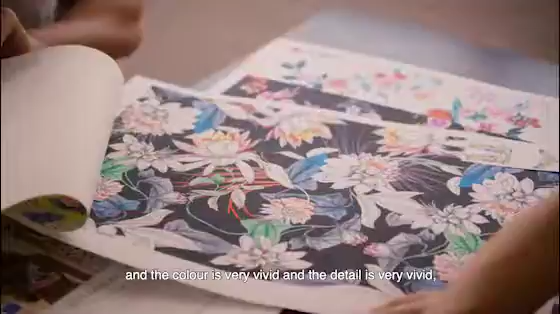 and the colour is very vivid and the detail is very vivid,